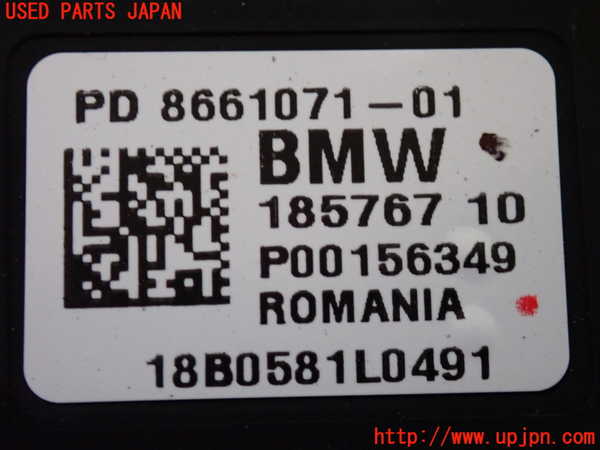 USED PARTS JAPAN
PD 8661071-01
BMW
185767 10
P00156349
ROMANIA
18B0581L0491
http://www.upjpn.com/